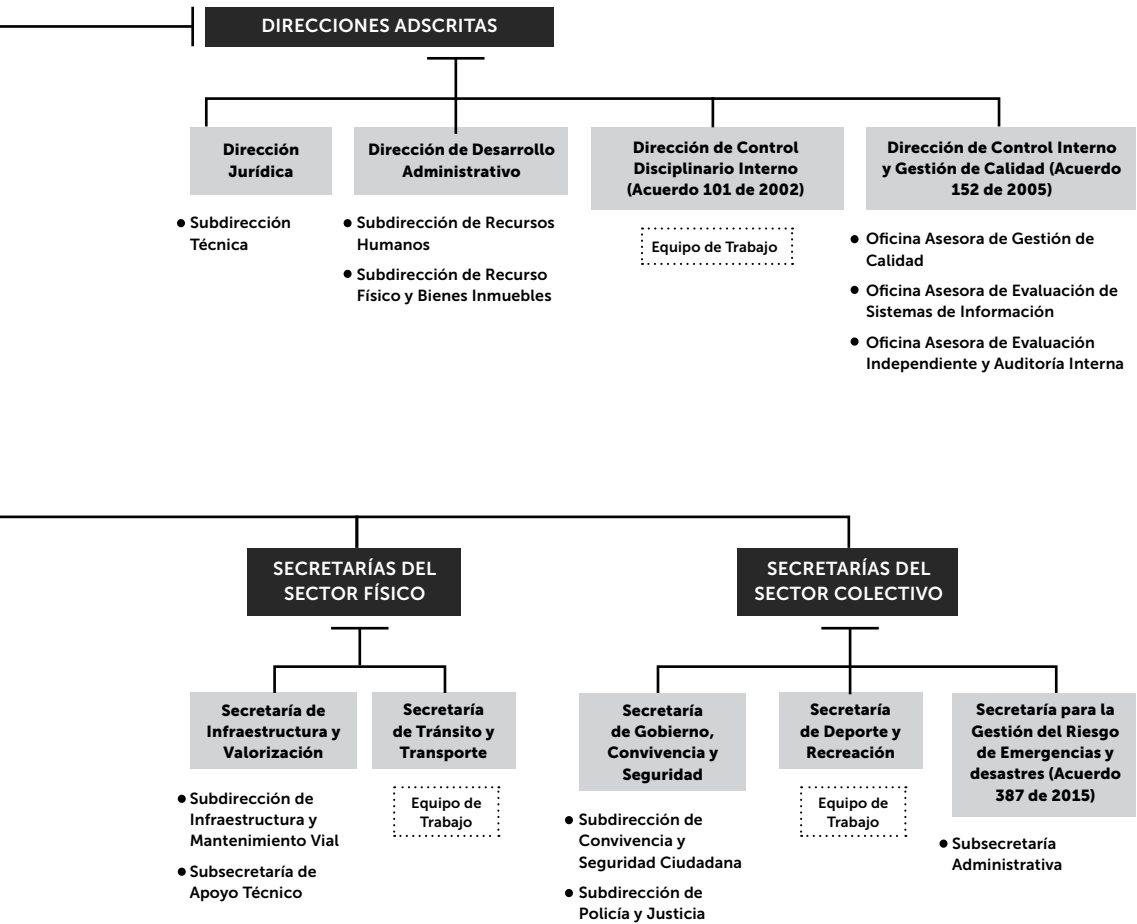 DIRECCIONES ADSCRITAS
Dirección
Jurídica
• Subdirección
Técnica
Dirección de Desarrollo
Administrativo
• Subdirección de Recursos
Humanos
• Subdirección de Recurso
Físico y Bienes Inmuebles
Dirección de Control
Disciplinario Interno
(Acuerdo 101 de 2002)
Equipo de Trabajo
Dirección de Control Interno
y Gestión de Calidad (Acuerdo
152 de 2005)
• Oficina Asesora de Gestión de
Calidad
• Oficina Asesora de Evaluación de
Sistemas de Información
• Oficina Asesora de Evaluación
Independiente y Auditoría Interna
SECRETARÍAS DEL
SECTOR FÍSICO
Secretaría de
Infraestructura y
Valorización
• Subdirección de
Infraestructura y
Mantenimiento Vial
• Subsecretaría de
Apoyo Técnico
Secretaría
de Tránsito y
Transporte
Equipo de
Trabajo
SECRETARÍAS DEL
SECTOR COLECTIVO
Secretaría
de Gobierno,
Convivencia y
Seguridad
• Subdirección de
Convivencia y
Seguridad Ciudadana
• Subdirección de
Policía y Justicia
Secretaría
de Deporte y
Recreación
Equipo de
Trabajo
Secretaría para la
Gestión del Riesgo
de Emergencias y
desastres (Acuerdo
387 de 2015)
• Subsecretaría
Administrativa